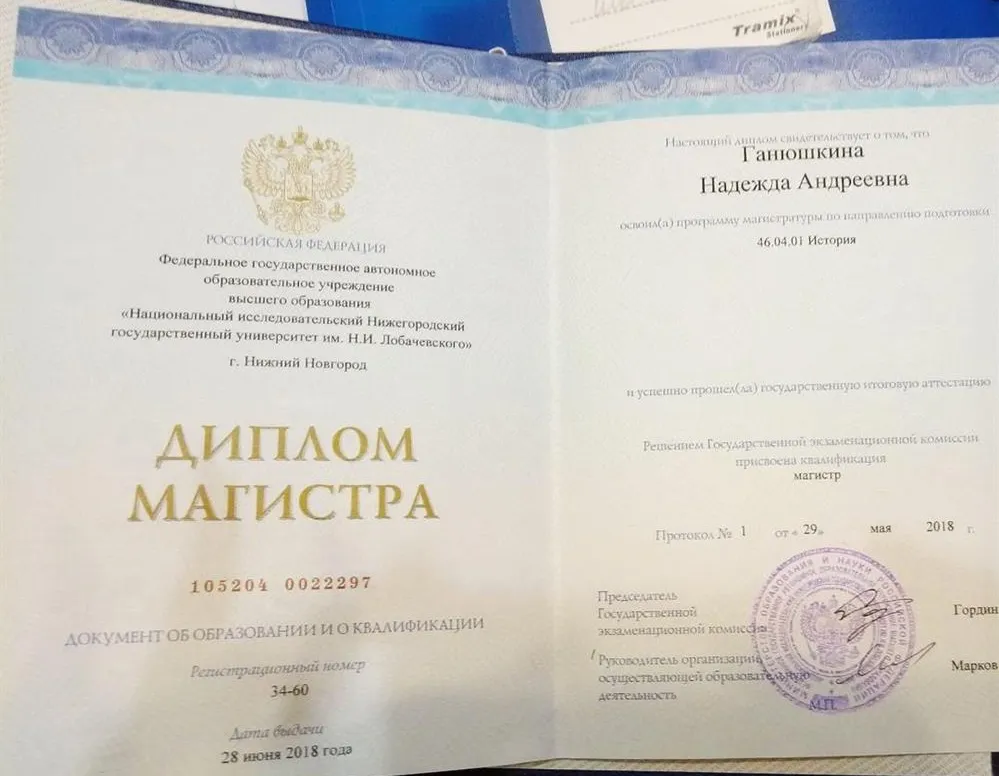 Tramix
Stationery
РОССИЙСКАЯ ФЕДЕРАЦИЯ
Федеральное государственное автономное
образовательное учреждение
высшего образования
«Национальный исследовательский Нижегородский
государственный университет им. Н.И. Лобачевского»
г. Нижний Новгород
ДИПЛОМ
МАГИСТРА
105204 0022297
ДОКУМЕНТ ОБ ОБРАЗОВАНИИ И О КВАЛИФИКАЦИИ
Регистрационный номер
34-60
Дата выдачи
28 июня 2018 года
Настоящий диплом свидетельствует о том, что
Ганюшкина
Надежда Андреевна
освоил(а) программу магистратуры по направлению подготовки
46.04.01 История
и успешно прошел(ла) государственную итоговую аттестацию
Решением Государственной экзаменационной комиссии
присвоена квалификация
магистр
Протокол № 1 от «29» мая 2018 г.
Председатель
Государственной
экзаменационной комиссии
Гордин
Руководитель организации,
осуществляющей образовательную
деятельность
Марков
М.П.